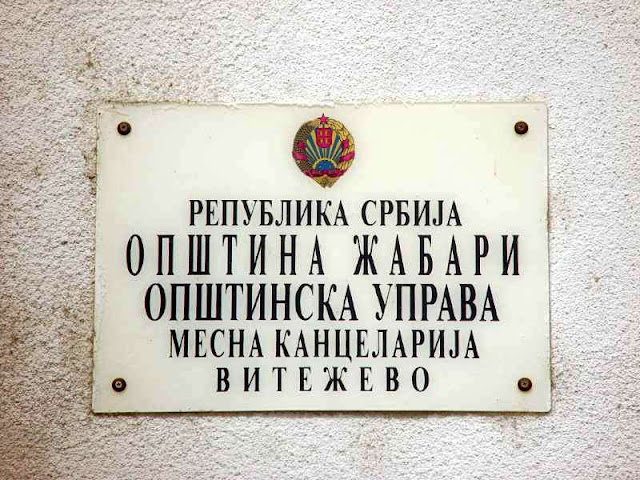 РЕПУБЛИКА СРБИЈА
ОПШТИНА ЖАБАРИ
ОПШТИНСКА УПРАВА
МЕСНА КАНЦЕЛАРИЈА
ВИТЕЖЕВО